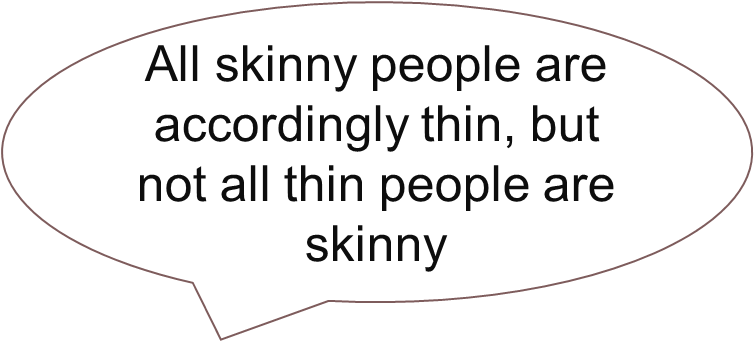 All skinny people are
accordingly thin, but
not all thin people are
skinny